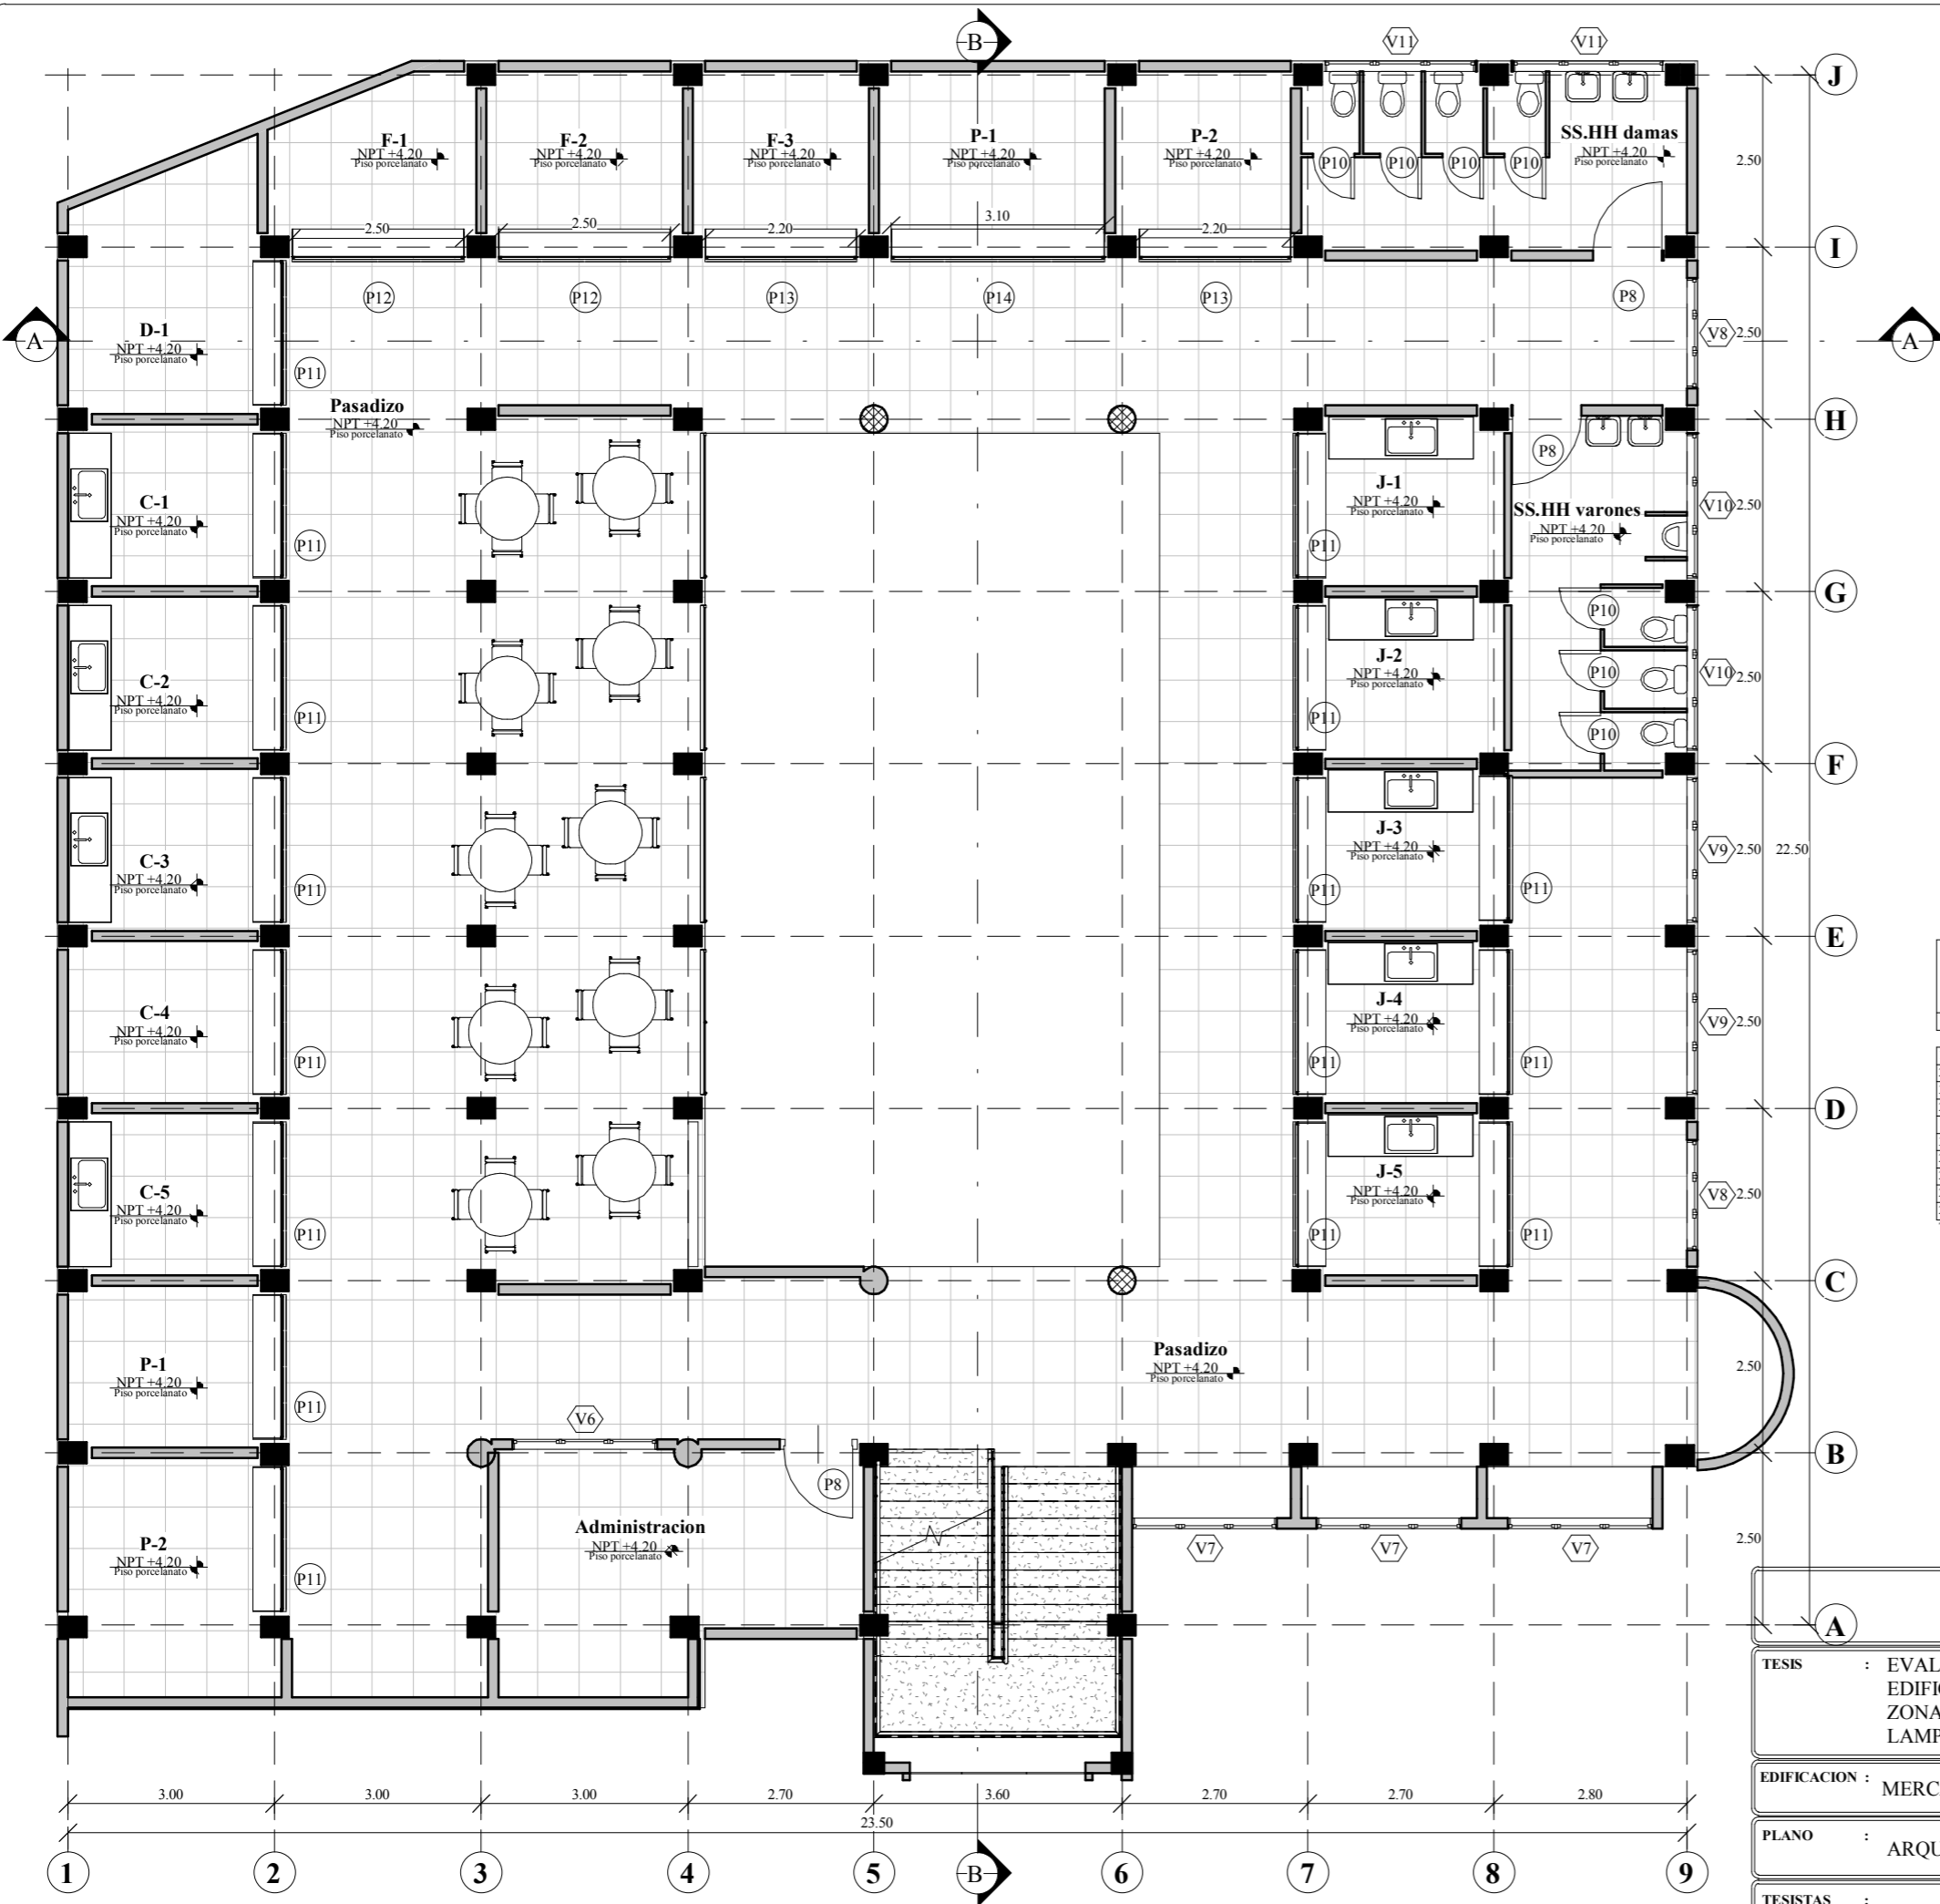 B
V11
V11
J
F-1
NPT +4.20
Piso porcelanato
F-2
NPT +4.20
Piso porcelanato
F-3
NPT +4.20
Piso porcelanato
P-1
NPT +4.20
Piso porcelanato
P-2
NPT +4.20
Piso porcelanato
SS.HH damas
NPT +4.20
Piso porcelanato
P10
P10
P10
P10
2.50
2.50
2.50
2.20
3.10
2.20
I
P12
P12
P13
P14
P13
P8
A
D-1
NPT +4.20
Piso porcelanato
P11
V8
2.50
A
Pasadizo
NPT +4.20
Piso porcelanato
H
C-1
NPT +4.20
Piso porcelanato
P11
J-1
NPT +4.20
Piso porcelanato
P11
P8
SS.HH varones
NPT +4.20
Piso porcelanato
V10
2.50
G
C-2
NPT +4.20
Piso porcelanato
P11
J-2
NPT +4.20
Piso porcelanato
P11
P10
P10
P10
V10
2.50
F
C-3
NPT +4.20
Piso porcelanato
P11
J-3
NPT +4.20
Piso porcelanato
P11
P11
V9
2.50
22.50
E
C-4
NPT +4.20
Piso porcelanato
P11
J-4
NPT +4.20
Piso porcelanato
P11
P11
V9
2.50
D
C-5
NPT +4.20
Piso porcelanato
P11
J-5
NPT +4.20
Piso porcelanato
P11
P11
V8
2.50
C
P-1
NPT +4.20
Piso porcelanato
P11
Pasadizo
NPT +4.20
Piso porcelanato
2.50
V6
B
P8
P-2
NPT +4.20
Piso porcelanato
P11
Administracion
NPT +4.20
Piso porcelanato
V7
V7
V7
2.50
A
TESIS : EVAL
EDIFI
ZONA
LAMP
EDIFICACION : MERC
PLANO : ARQU
TESISTAS :
3.00
3.00
3.00
2.70
3.60
2.70
2.70
2.80
23.50
1
2
3
4
5
B
6
7
8
9